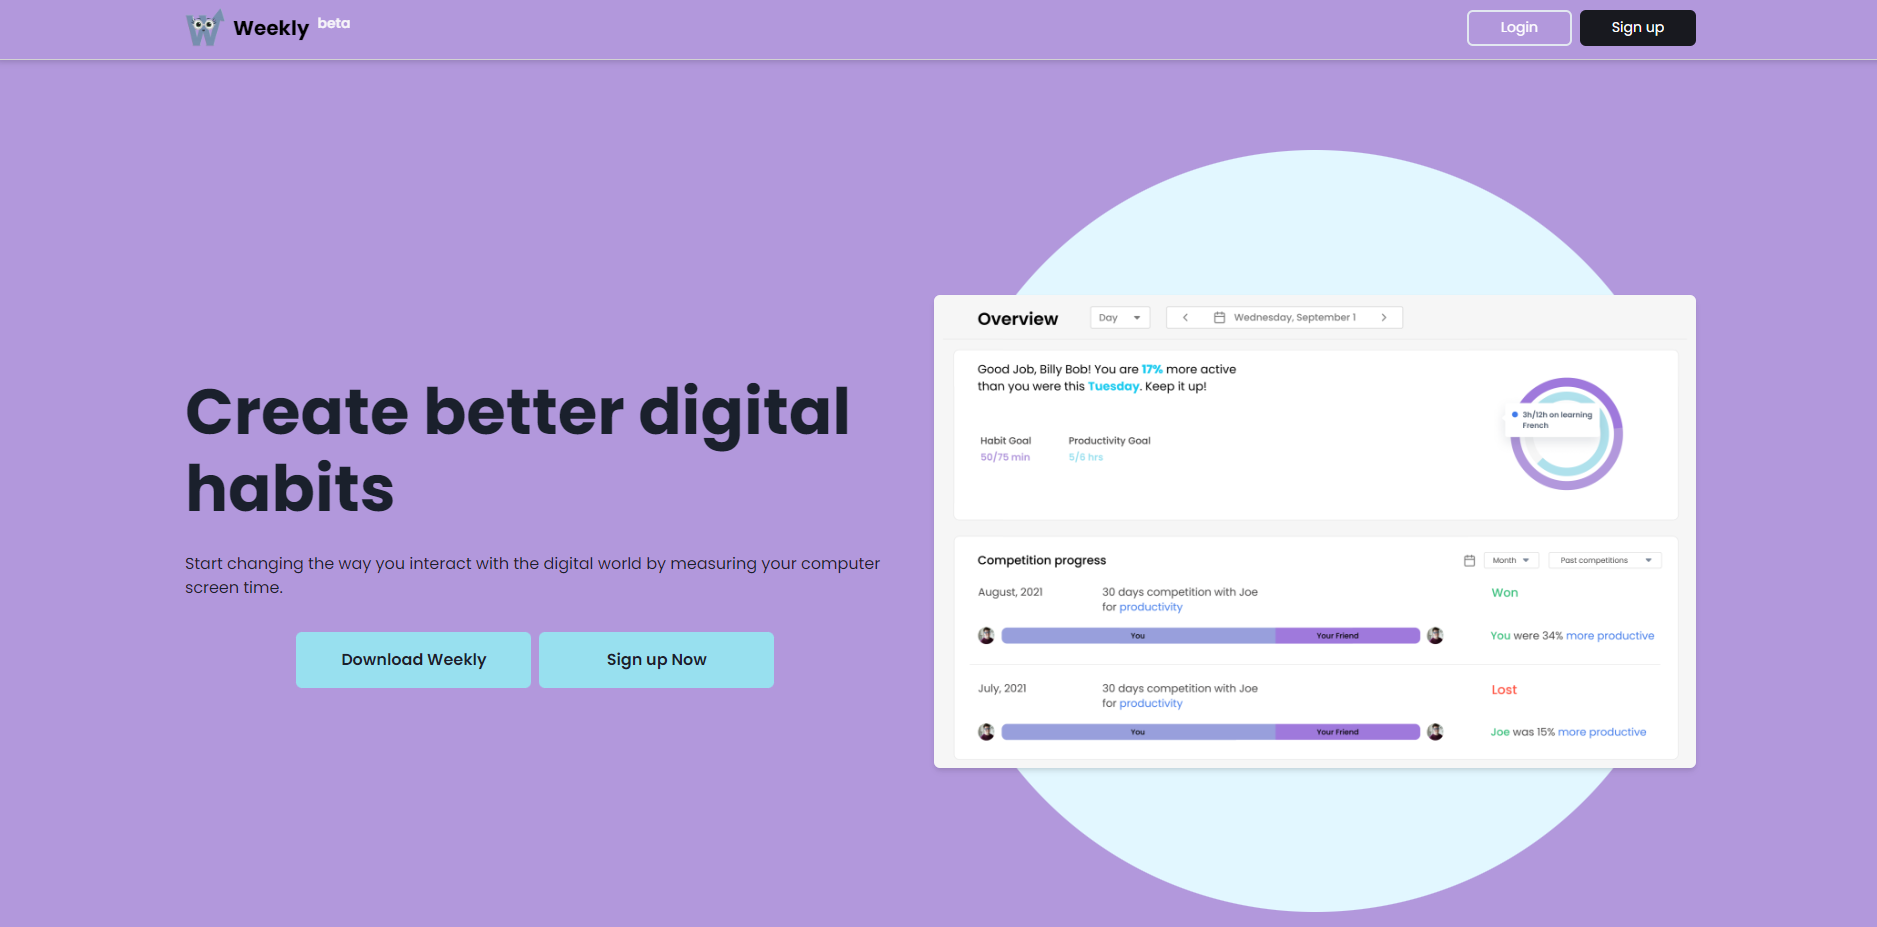 Weekly beta
Login
Sign up
Create better digital
habits
Start changing the way you interact with the digital world by measuring your computer
screen time.
Download Weekly
Sign up Now
Overview
Day
Wednesday, September 1
Good Job, Billy Bob! You are 17% more active
than you were this Tuesday. Keep it up!
Habit Goal
50/75 min
Productivity Goal
5/6 hrs
3h/12h on learning
French
Competition progress
Month
Past competitions
August, 2021
30 days competition with Joe
for productivity
Won
You
Your Friend
You were 34% more productive
July, 2021
30 days competition with Joe
for productivity
Lost
You
Your Friend
Joe was 15% more productive